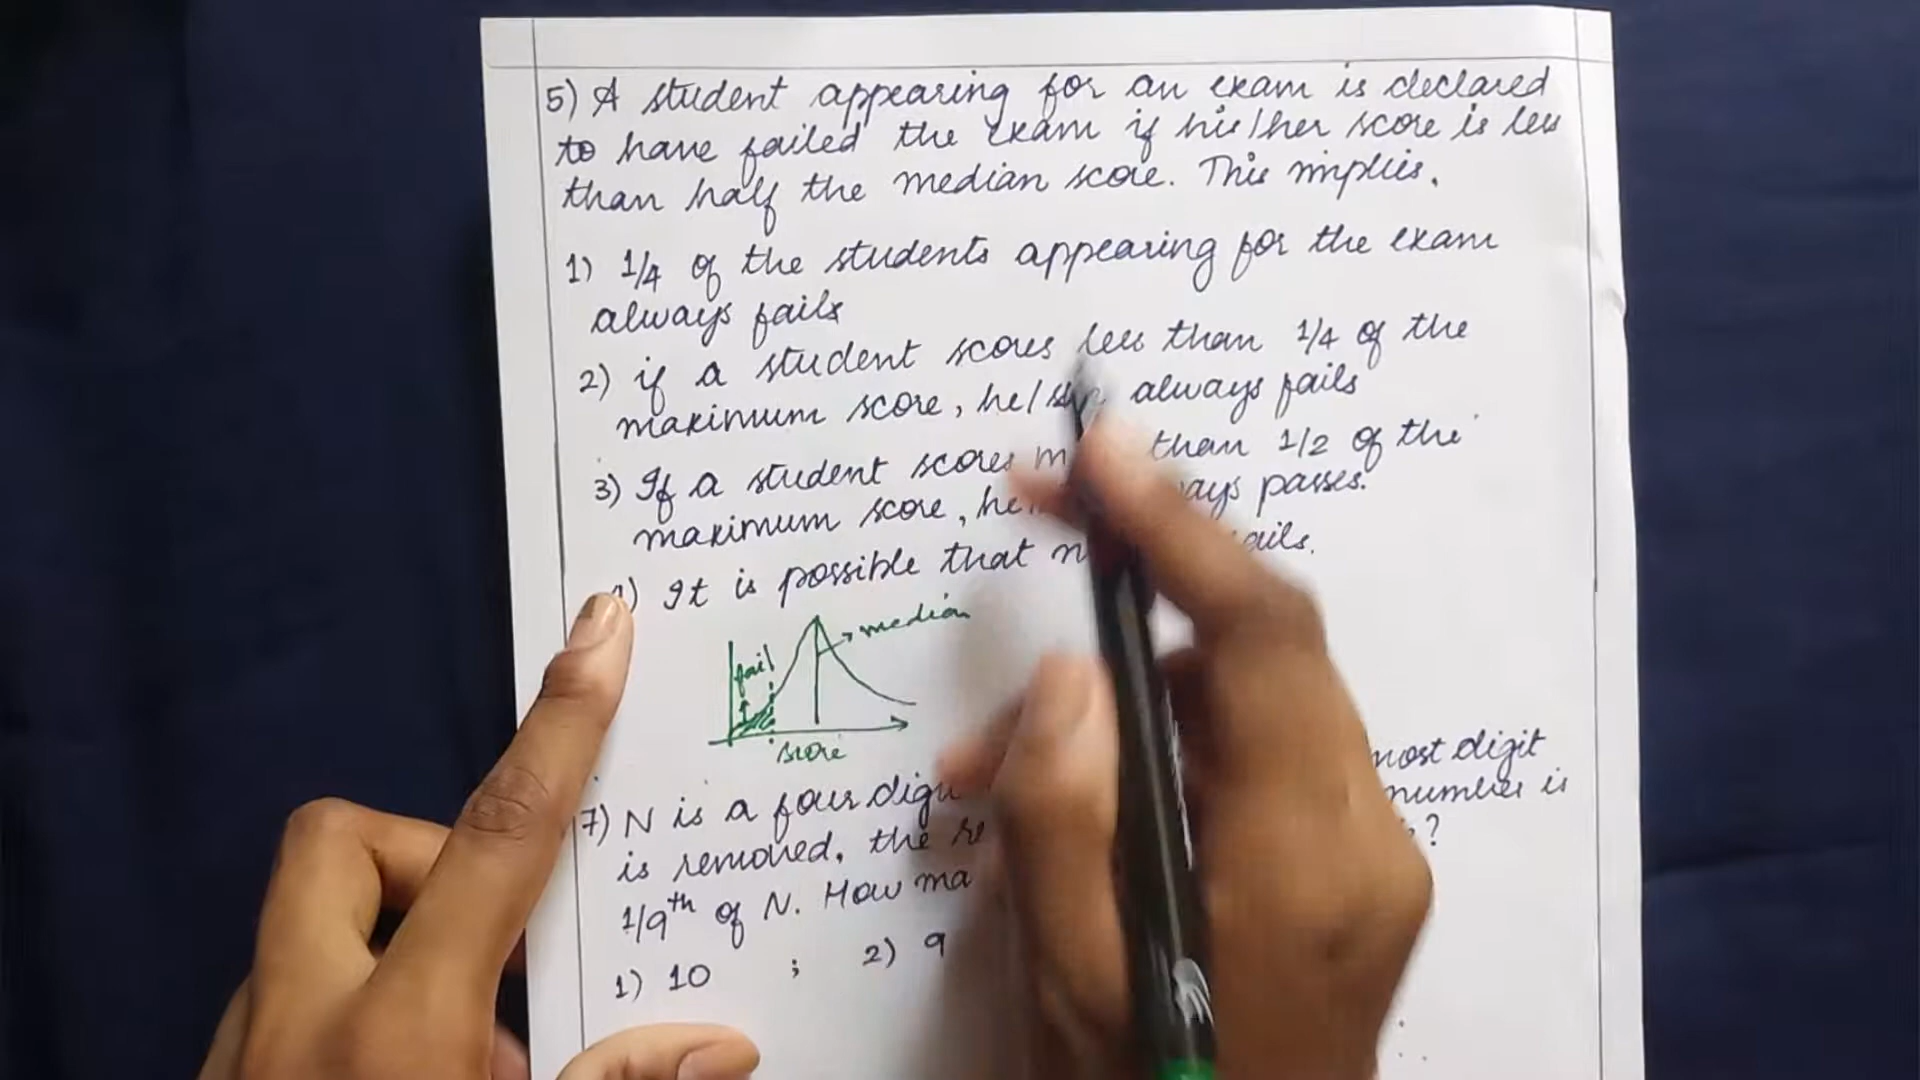 5) A student appearing for an exam is declared
to have failed the exam if his/her score is less
than half the median score. This implies.
1) 1/4 of the students appearing for the exam
always fails
2) if a student scores less than 1/4 of the
maximum score, he/she always fails
3) If a student scores than 1/2 of the
maximum score, he passes.
4) It is possible that
fail
median
score
7) N is a four digit most digit
is removed, the number is
1/9th of N. How ?
1) 10 ; 2) 9